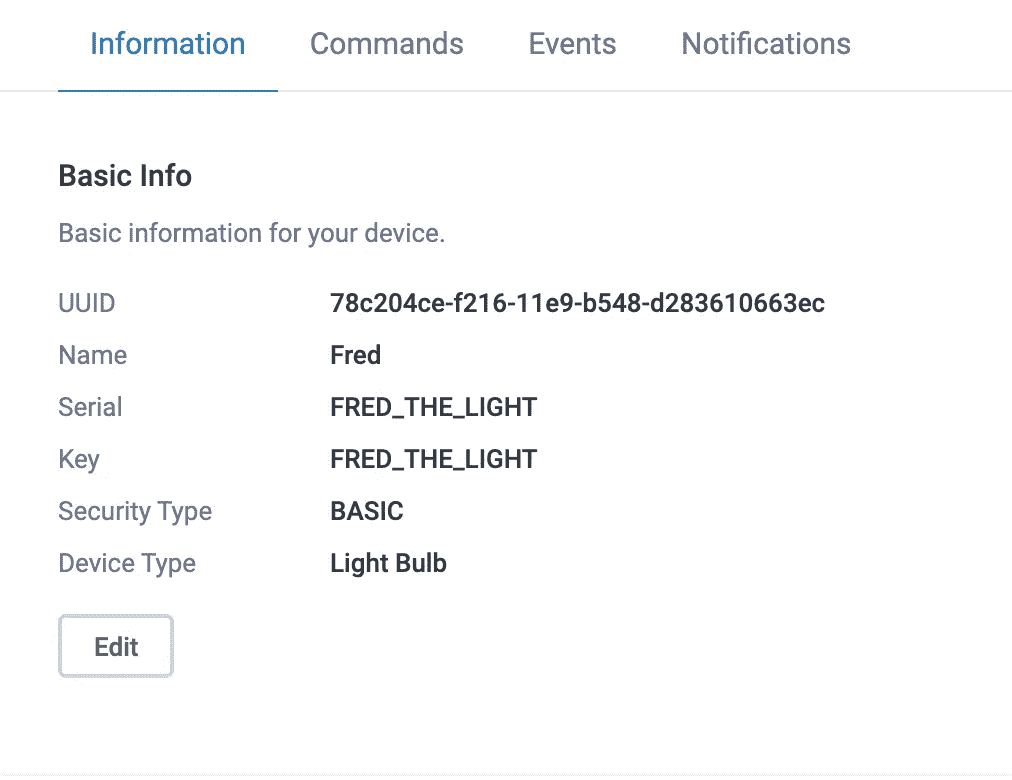 Information Commands Events Notifications
Basic Info
Basic information for your device.
UUID 78c204ce-f216-11e9-b548-d283610663ec
Name Fred
Serial FRED_THE_LIGHT
Key FRED_THE_LIGHT
Security Type BASIC
Device Type Light Bulb
Edit